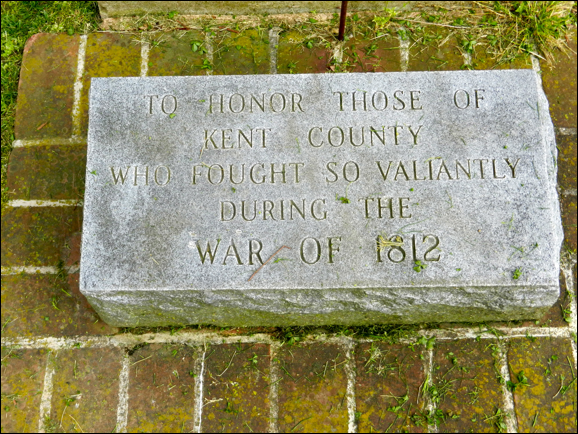 TO HONOR THOSE OF
KENT COUNTY
WHO FOUGHT SO VALIANTLY
DURING THE
WAR OF 1812